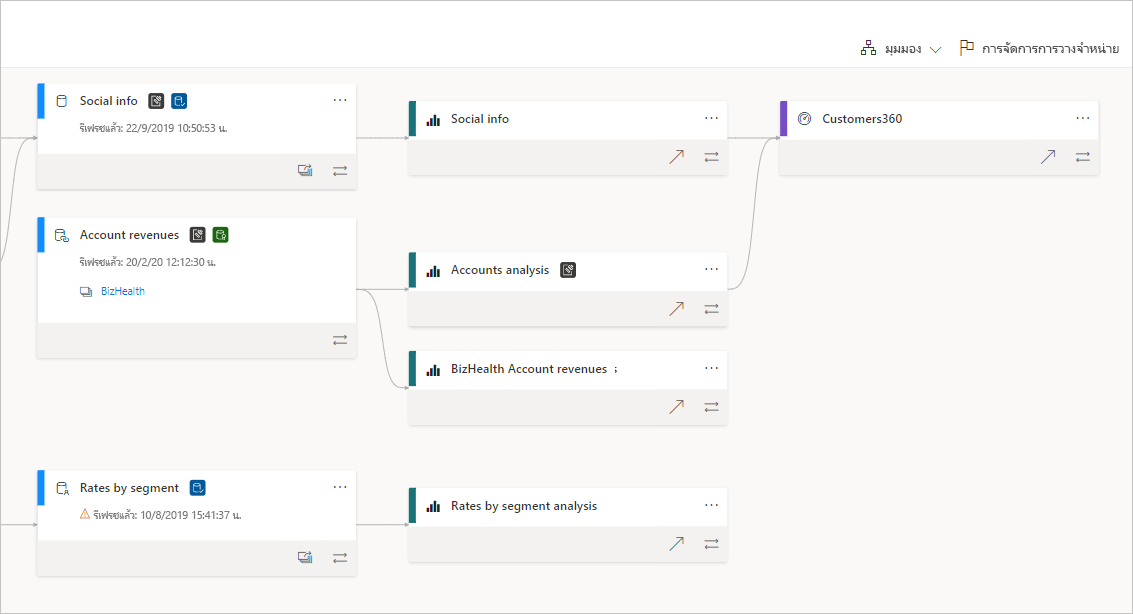 มุมมอง
การจัดการการวางจำหน่าย
Social info
รีเฟรชแล้ว: 22/9/2019 10:50:53 น.
Social info
Customers360
Account revenues
รีเฟรชแล้ว: 20/2/20 12:12:30 น.
BizHealth
Accounts analysis
BizHealth Account revenues ;
Rates by segment
รีเฟรชแล้ว: 10/8/2019 15:41:37 น.
Rates by segment analysis